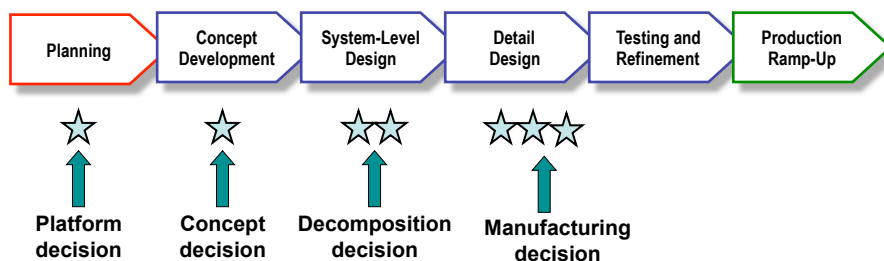 Planning
Concept
Development
System-Level
Design
Detail
Design
Testing and
Refinement
Production
Ramp-Up
Platform
decision
Concept
decision
Decomposition
decision
Manufacturing
decision